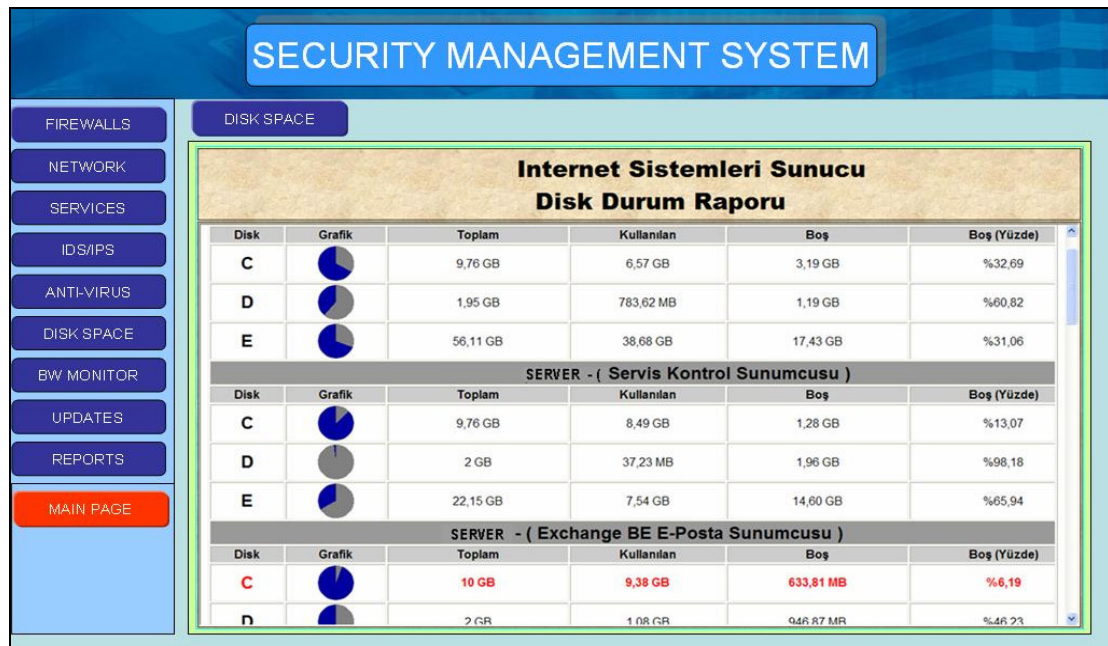 SECURITY MANAGEMENT SYSTEM
FIREWALLS
NETWORK
SERVICES
IDS/IPS
ANTI-VIRUS
DISK SPACE
BW MONITOR
UPDATES
REPORTS
MAIN PAGE
DISK SPACE
Internet Sistemleri Sunucu
Disk Durum Raporu
Disk Grafik Toplam Kullanılan Boş Boş (Yüzde)
C 9,76 GB 6,57 GB 3,19 GB %32,69
D 1,95 GB 783,62 MB 1,19 GB %60,82
E 56,11 GB 38,68 GB 17,43 GB %31,06
SERVER - ( Servis Kontrol Sunumcusu )
Disk Grafik Toplam Kullanılan Boş Boş (Yüzde)
C 9,76 GB 8,49 GB 1,28 GB %13,07
D 2 GB 37,23 MB 1,96 GB %98,18
E 22,15 GB 7,54 GB 14,60 GB %65,94
SERVER - ( Exchange BE E-Posta Sunumcusu )
Disk Grafik Toplam Kullanılan Boş Boş (Yüzde)
C 10 GB 9,38 GB 633,81 MB %6,19
D 2 GB 1,08 GB 946,87 MB %46,23